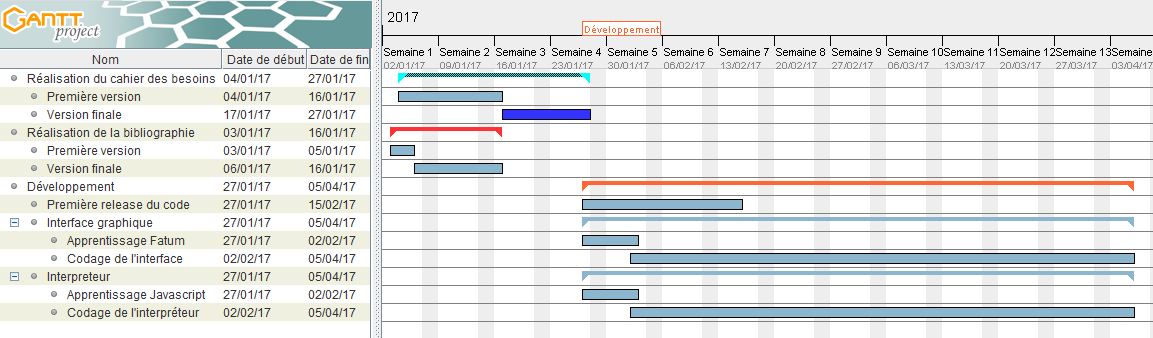 GANTT
project
2017
Développement
Nom Date de début Date de fin
Semaine 1 Semaine 2 Semaine 3 Semaine 4 Semaine 5 Semaine 6 Semaine 7 Semaine 8 Semaine 9 Semaine 10 Semaine 11 Semaine 12 Semaine 13 Semaine
02/01/17 09/01/17 16/01/17 23/01/17 30/01/17 06/02/17 13/02/17 20/02/17 27/02/17 06/03/17 13/03/17 20/03/17 27/03/17 03/04/17
Réalisation du cahier des besoins 04/01/17 27/01/17
Première version 04/01/17 16/01/17
Version finale 17/01/17 27/01/17
Réalisation de la bibliographie 03/01/17 16/01/17
Première version 03/01/17 05/01/17
Version finale 06/01/17 16/01/17
Développement 27/01/17 05/04/17
Première release du code 27/01/17 15/02/17
Interface graphique 27/01/17 05/04/17
Apprentissage Fatum 27/01/17 02/02/17
Codage de l'interface 02/02/17 05/04/17
Interpreteur 27/01/17 05/04/17
Apprentissage Javascript 27/01/17 02/02/17
Codage de l'interpréteur 02/02/17 05/04/17